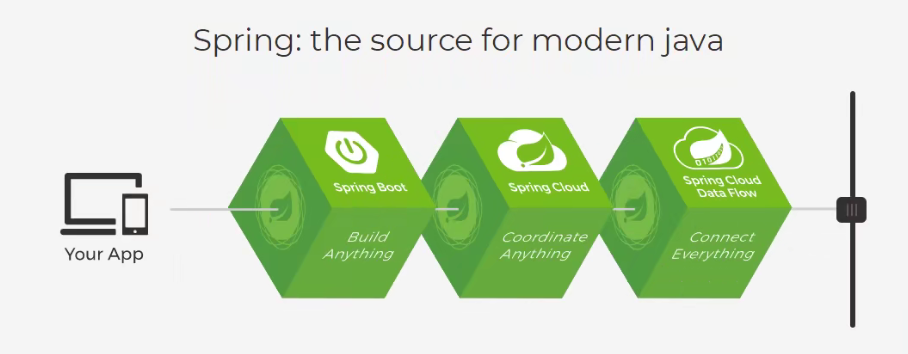 Spring: the source for modern java
Your App
Spring Boot
Build
Anything
Spring Cloud
Coordinate
Anything
Spring Cloud
Data Flow
Connect
Everything